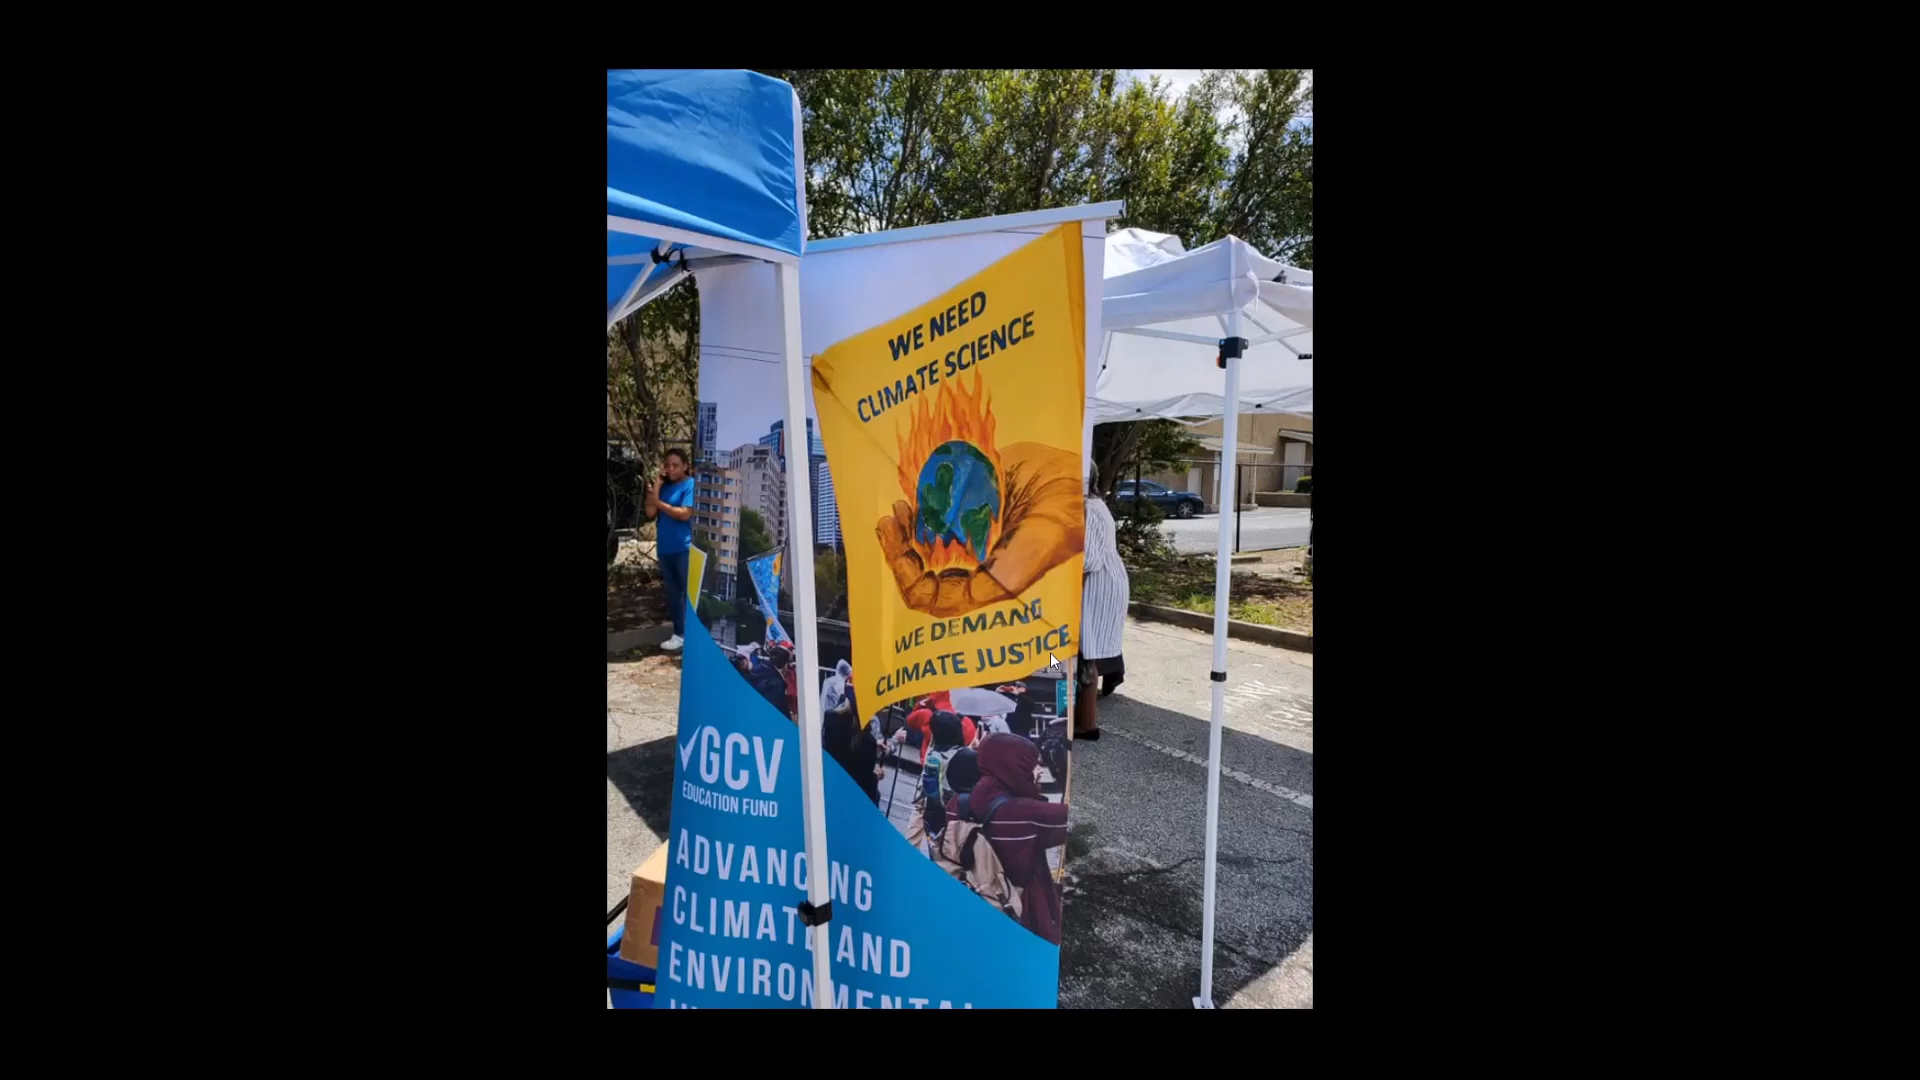 WE NEED
CLIMATE SCIENCE
WE DEMAND
CLIMATE JUSTICE
GCV
EDUCATION FUND
ADVANCING
CLIMATE AND
ENVIRONMENTAL